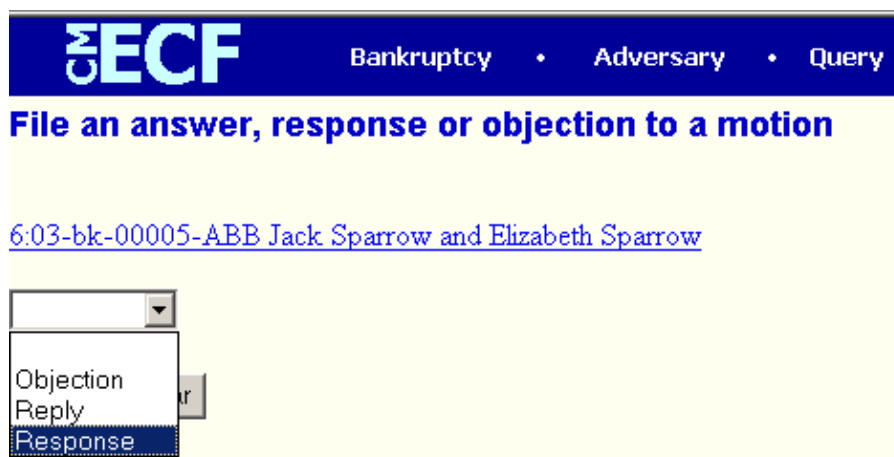 CM ECF Bankruptcy • Adversary • Query
File an answer, response or objection to a motion
6:03-bk-00005-ABB Jack Sparrow and Elizabeth Sparrow
Objection
Reply
Response